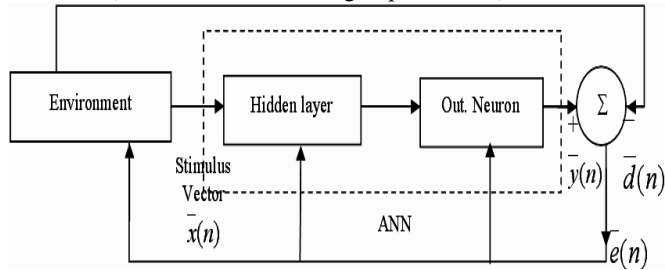 Environment
Hidden layer
Out. Neuron
Σ
+
−
Stimulus
Vector
x̄(n)
ANN
ȳ(n)
d̄(n)
ē(n)